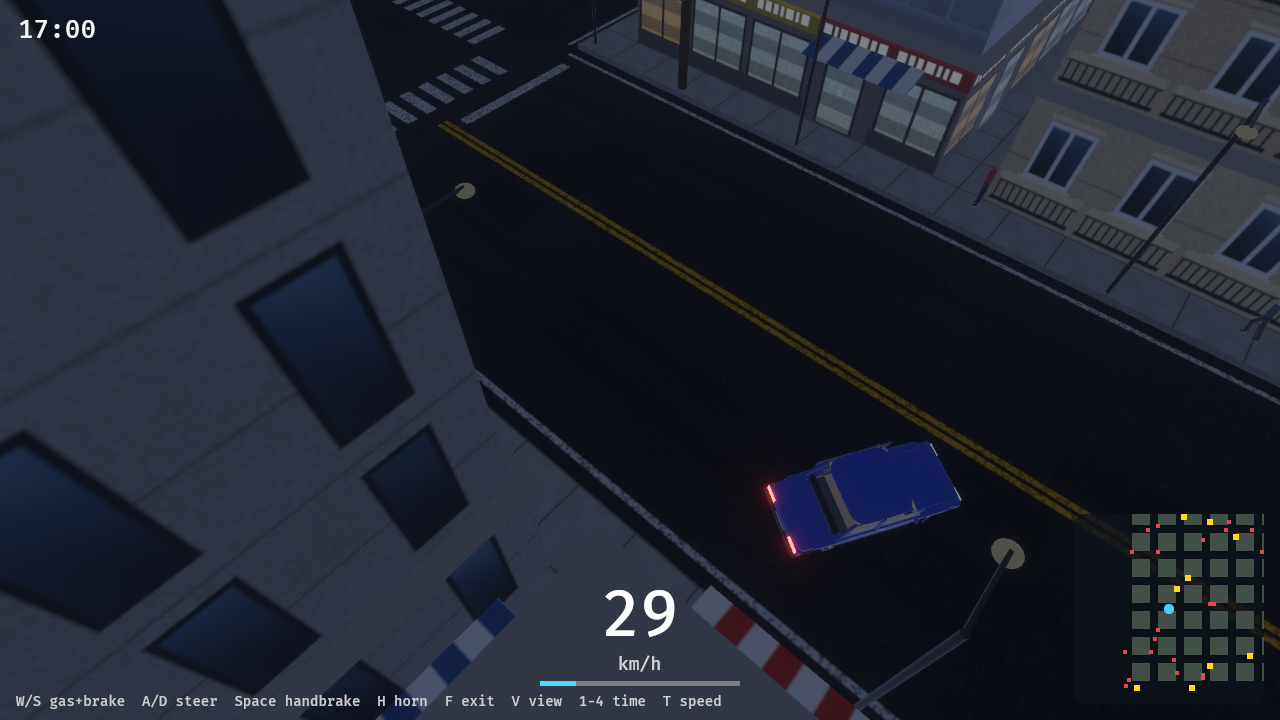 17:00
29
km/h
W/S gas+brake  A/D steer  Space handbrake  H horn  F exit  V view  1-4 time  T speed